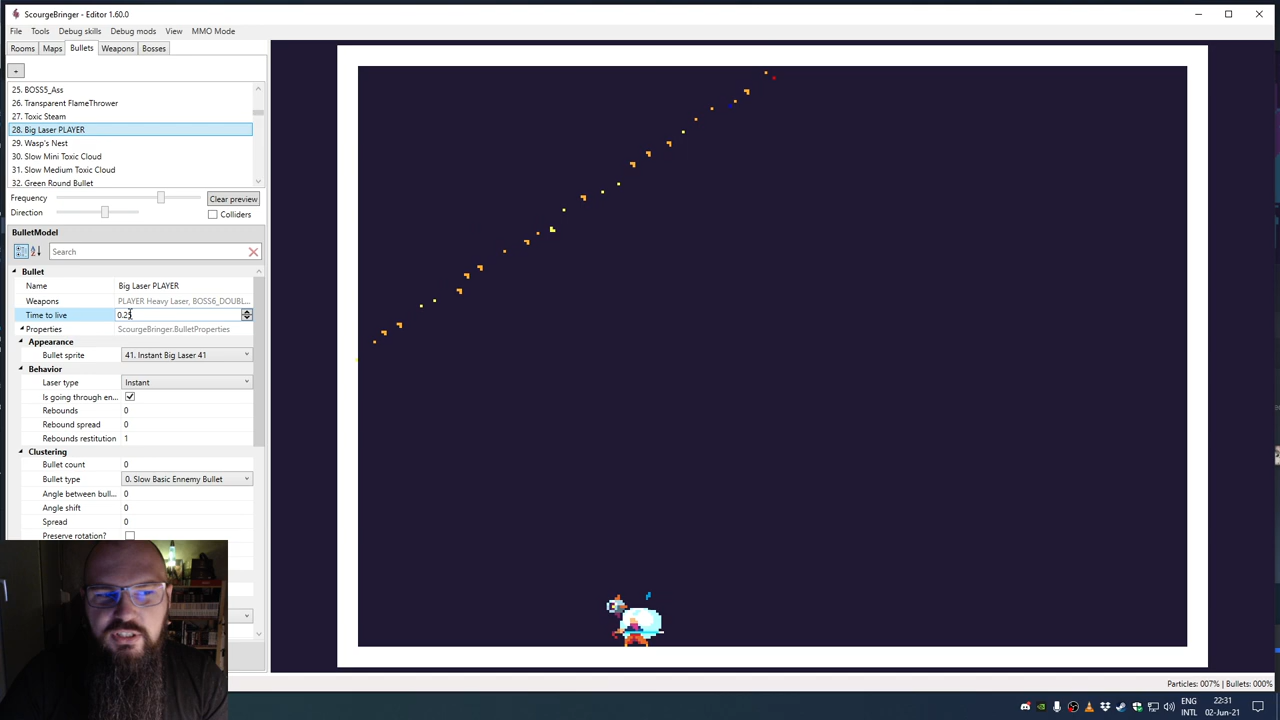 ScourgeBringer - Editor 1.60.0
File Tools Debug skills Debug mods View MMO Mode
Rooms Maps Bullets Weapons Bosses
+
25. BOSS5_Ass
26. Transparent FlameThrower
27. Toxic Steam
28. Big Laser PLAYER
29. Wasp's Nest
30. Slow Mini Toxic Cloud
31. Slow Medium Toxic Cloud
32. Green Round Bullet
Frequency Clear preview
Direction Colliders
BulletModel
Search
Bullet
Name Big Laser PLAYER
Weapons PLAYER Heavy Laser, BOSS6_DOUBL...
Time to live 0.25
Properties ScourgeBringer.BulletProperties
Appearance
Bullet sprite 41. Instant Big Laser 41
Behavior
Laser type Instant
Is going through en...
Rebounds 0
Rebound spread 0
Rebounds restitution 1
Clustering
Bullet count 0
Bullet type 0. Slow Basic Ennemy Bullet
Angle between bull... 0
Angle shift 0
Spread 0
Preserve rotation?
Particles: 007% | Bullets: 000%
ENG 22:31
INTL 02-Jun-21